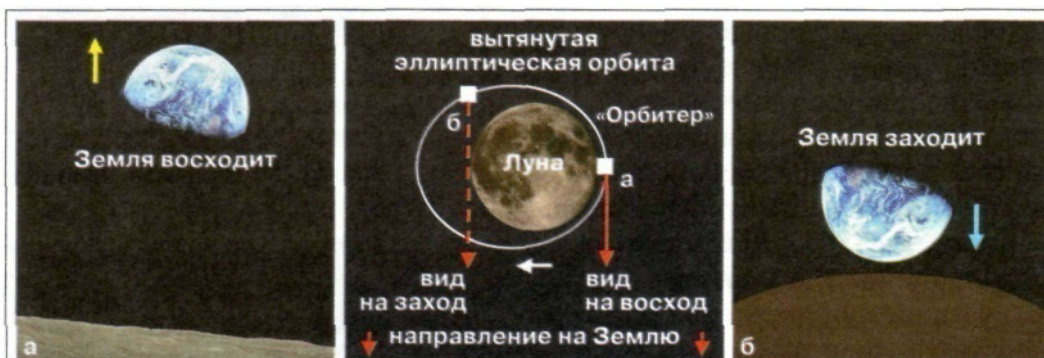 Земля восходит
а
вытянутая
эллиптическая орбита
«Орбитер»
б
Луна
а
вид
на заход
вид
на восход
направление на Землю
Земля заходит
б